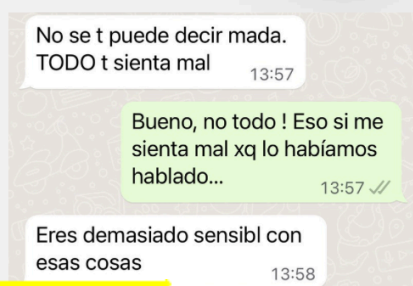 No se t puede decir mada.
TODO t sienta mal
13:57
Bueno, no todo ! Eso si me
sienta mal xq lo habíamos
hablado...
13:57
Eres demasiado sensibl con
esas cosas
13:58